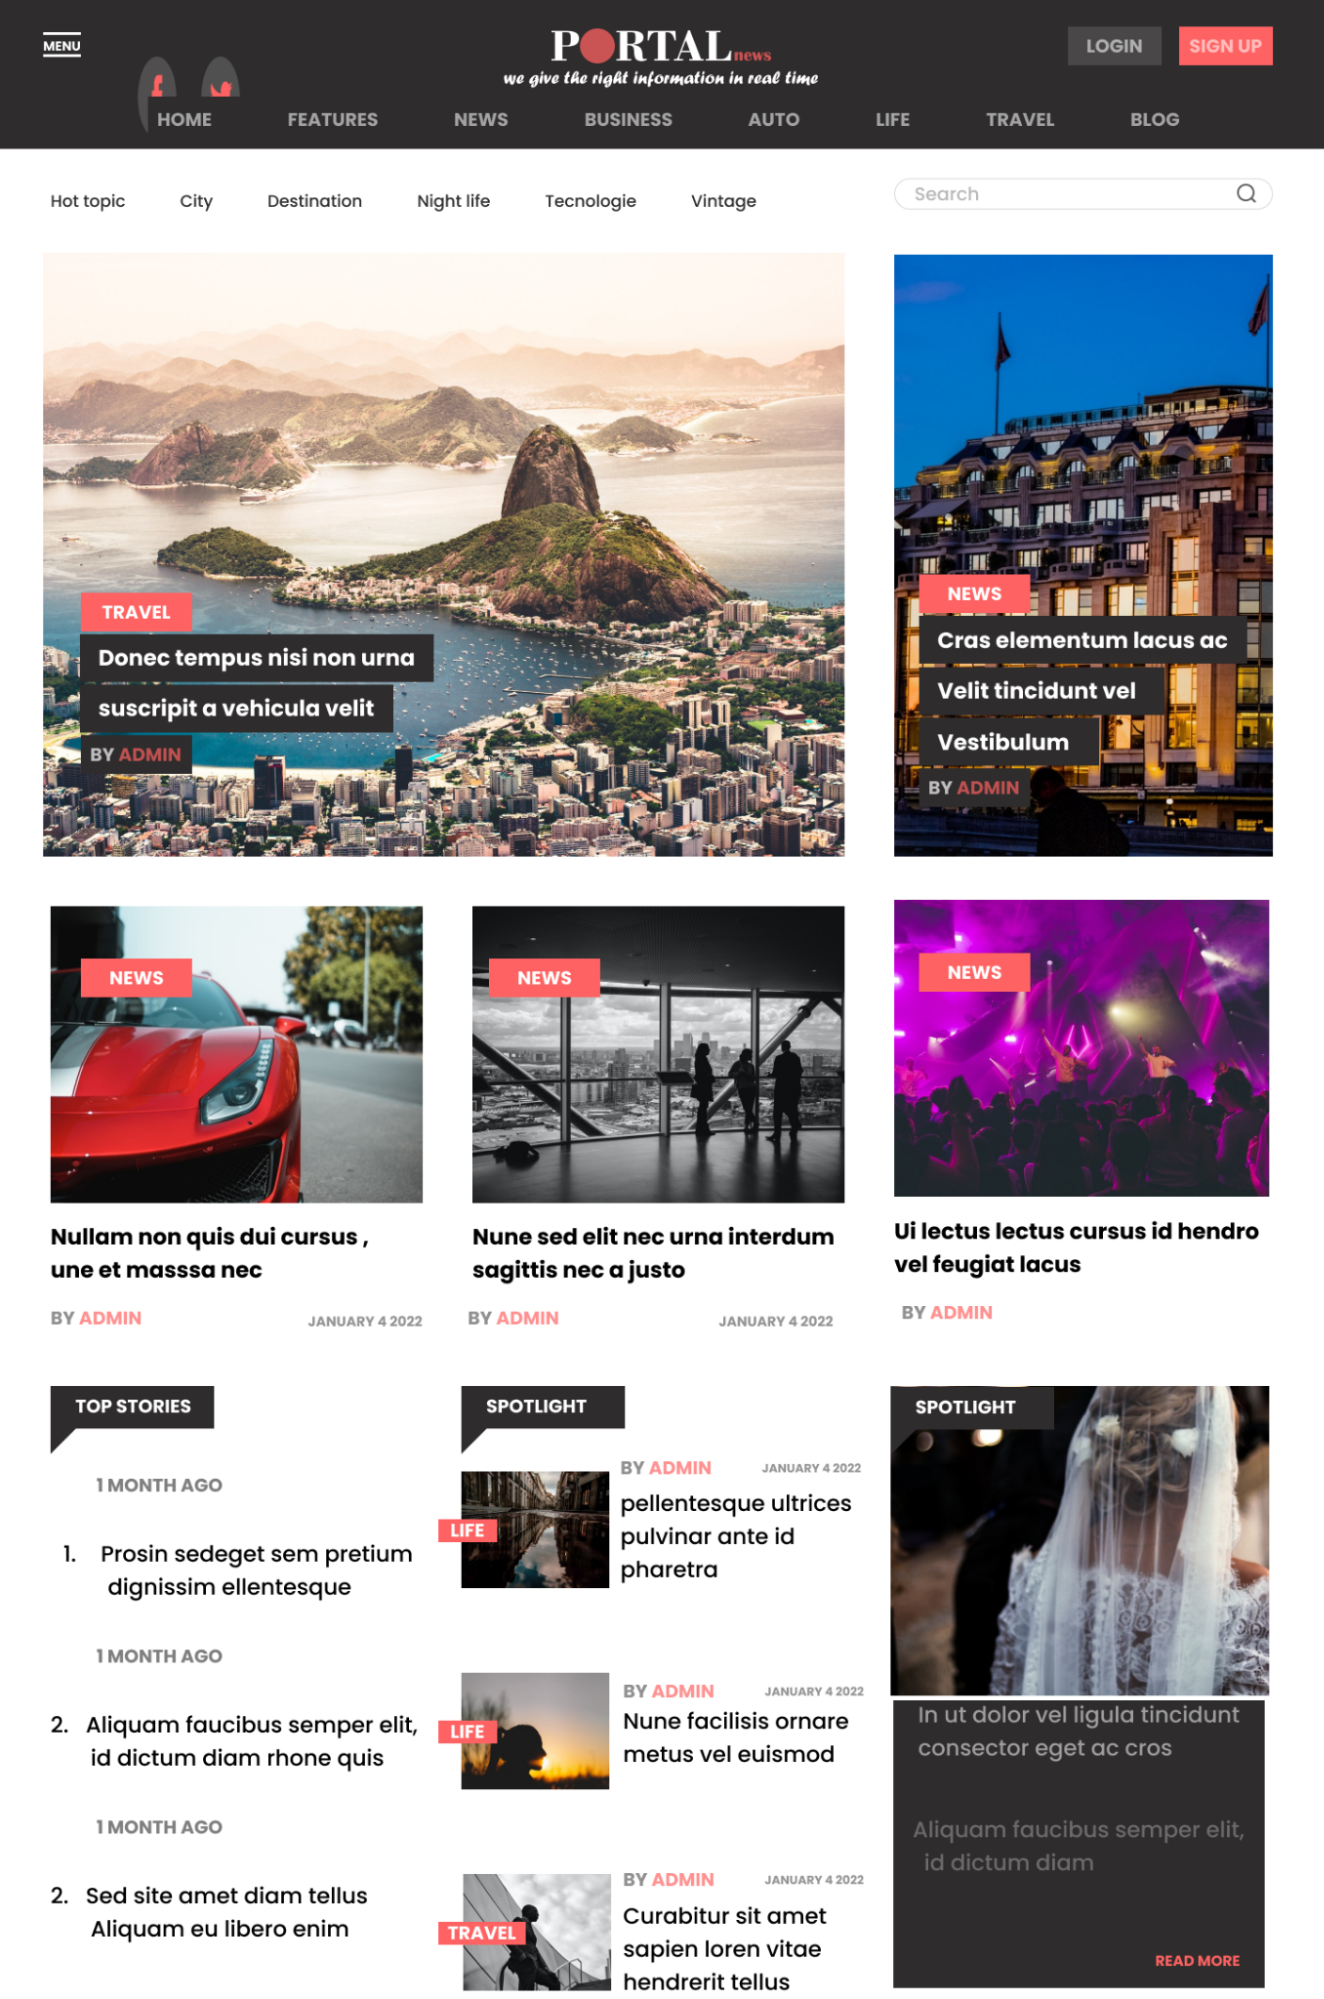 MENU
PORTAL news
we give the right information in real time
LOGIN
SIGN UP
HOME
FEATURES
NEWS
BUSINESS
AUTO
LIFE
TRAVEL
BLOG
Hot topic
City
Destination
Night life
Tecnologie
Vintage
Search
TRAVEL
Donec tempus nisi non urna
suscripit a vehicula velit
BY ADMIN
NEWS
Cras elementum lacus ac
Velit tincidunt vel
Vestibulum
BY ADMIN
NEWS
Nullam non quis dui cursus ,
une et masssa nec
BY ADMIN
JANUARY 4 2022
NEWS
Nune sed elit nec urna interdum
sagittis nec a justo
BY ADMIN
JANUARY 4 2022
NEWS
Ui lectus lectus cursus id hendro
vel feugiat lacus
BY ADMIN
TOP STORIES
1 MONTH AGO
1. Prosin sedeget sem pretium
dignissim ellentesque
1 MONTH AGO
2. Aliquam faucibus semper elit,
id dictum diam rhone quis
1 MONTH AGO
2. Sed site amet diam tellus
Aliquam eu libero enim
SPOTLIGHT
BY ADMIN
JANUARY 4 2022
LIFE
pellentesque ultrices
pulvinar ante id
pharetra
BY ADMIN
JANUARY 4 2022
LIFE
Nune facilisis ornare
metus vel euismod
BY ADMIN
JANUARY 4 2022
TRAVEL
Curabitur sit amet
sapien loren vitae
hendrerit tellus
SPOTLIGHT
In ut dolor vel ligula tincidunt
consector eget ac cros
Aliquam faucibus semper elit,
id dictum diam
READ MORE